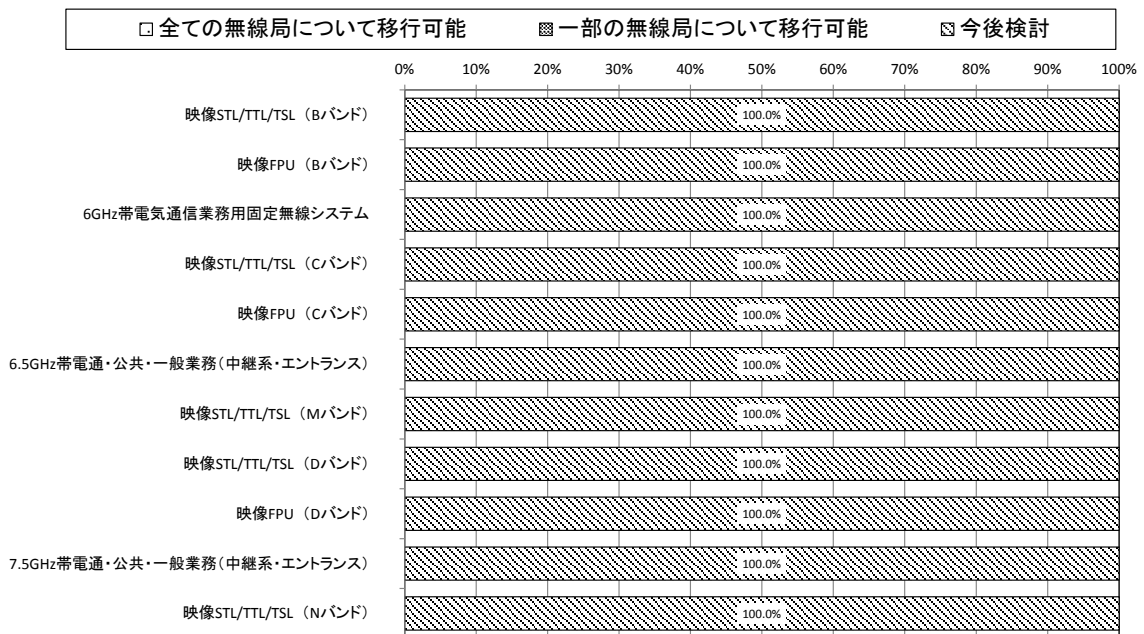 全ての無線局について移行可能 一部の無線局について移行可能 今後検討
0% 10% 20% 30% 40% 50% 60% 70% 80% 90% 100%
映像STL/TTL/TSL（Bバンド） 100.0%
映像FPU（Bバンド） 100.0%
6GHz帯電気通信業務用固定無線システム 100.0%
映像STL/TTL/TSL（Cバンド） 100.0%
映像FPU（Cバンド） 100.0%
6.5GHz帯電通・公共・一般業務（中継系・エントランス） 100.0%
映像STL/TTL/TSL（Mバンド） 100.0%
映像STL/TTL/TSL（Dバンド） 100.0%
映像FPU（Dバンド） 100.0%
7.5GHz帯電通・公共・一般業務（中継系・エントランス） 100.0%
映像STL/TTL/TSL（Nバンド） 100.0%